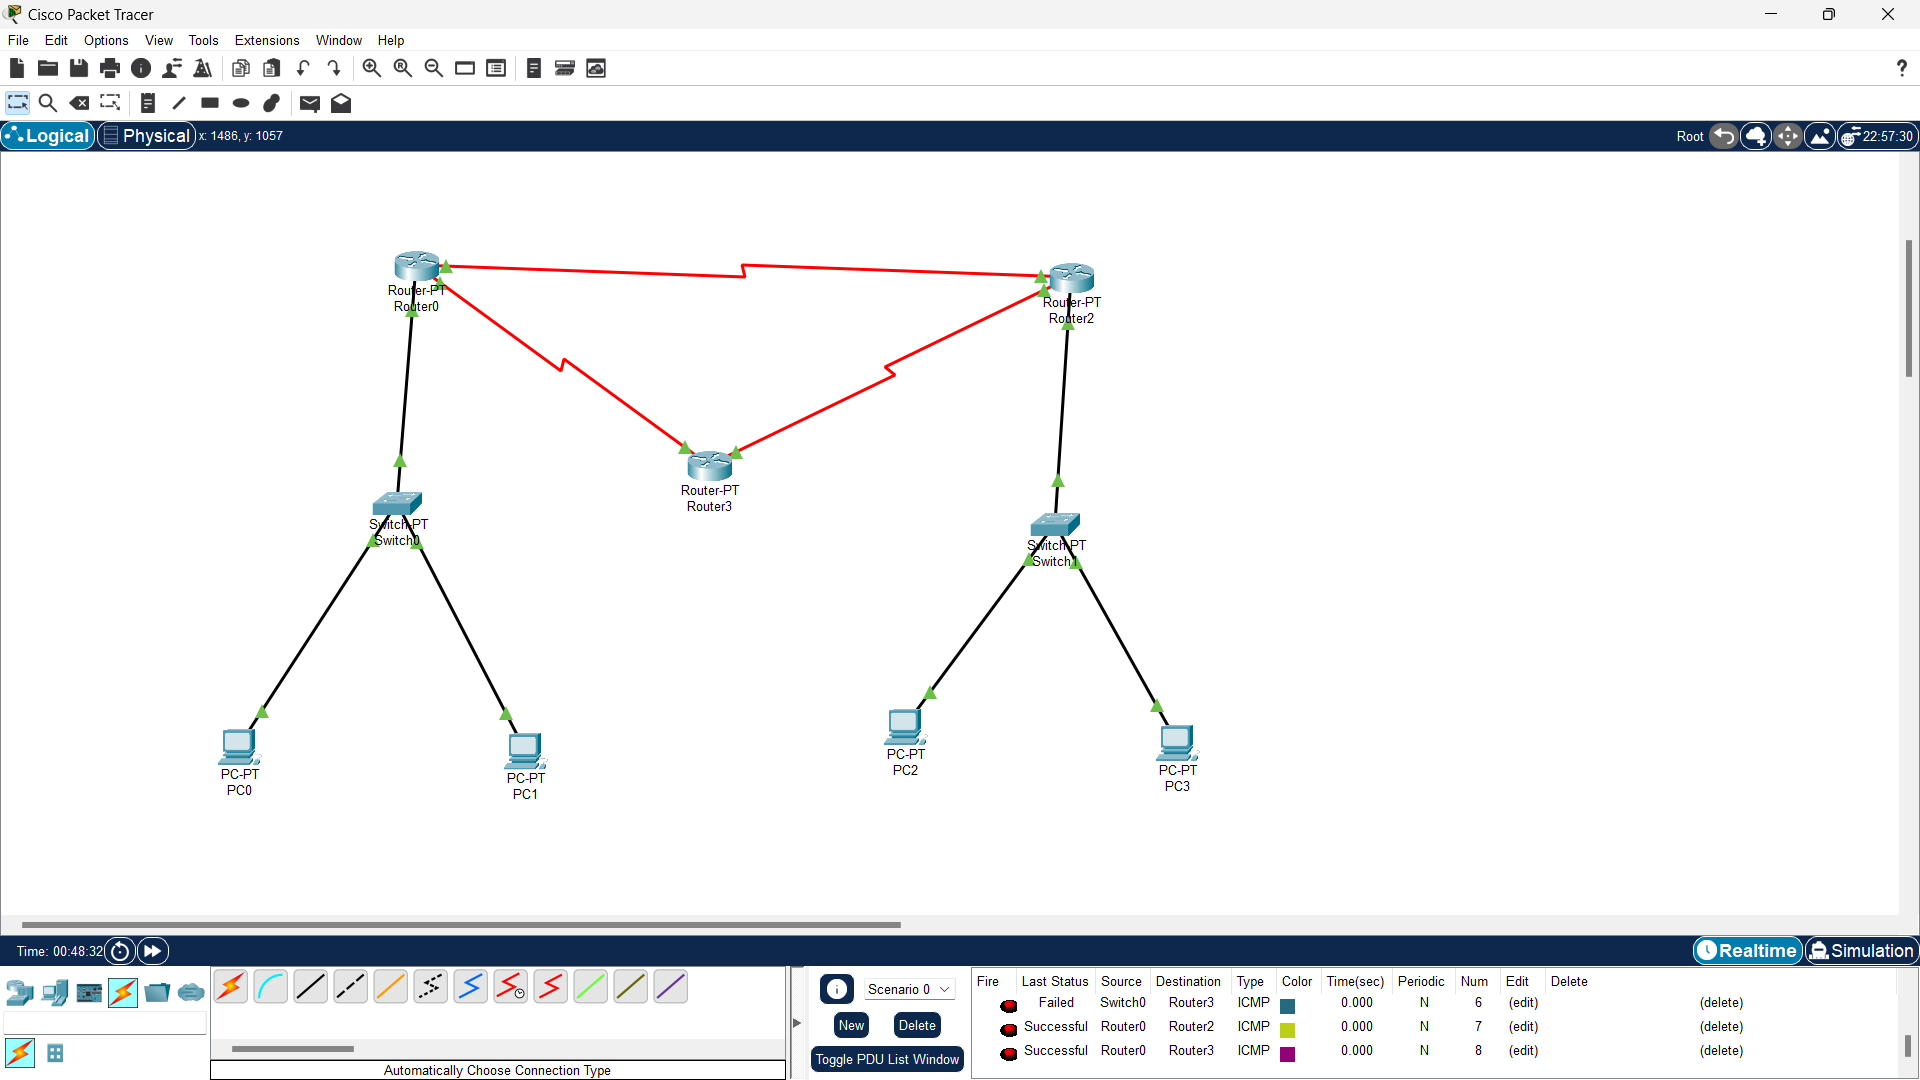 Cisco Packet Tracer
File Edit Options View Tools Extensions Window Help
?
Logical Physical x: 1486, y: 1057 Root 22:57:30
Router-PT
Router0
Router-PT
Router2
Router-PT
Router3
Switch-PT
Switch0
Switch-PT
Switch1
PC-PT
PC0
PC-PT
PC1
PC-PT
PC2
PC-PT
PC3
Time: 00:48:32 Realtime Simulation
Scenario 0
New Delete
Toggle PDU List Window
Fire Last Status Source Destination Type Color Time(sec) Periodic Num Edit Delete
Failed Switch0 Router3 ICMP 0.000 N 6 (edit) (delete)
Successful Router0 Router2 ICMP 0.000 N 7 (edit) (delete)
Successful Router0 Router3 ICMP 0.000 N 8 (edit) (delete)
Automatically Choose Connection Type